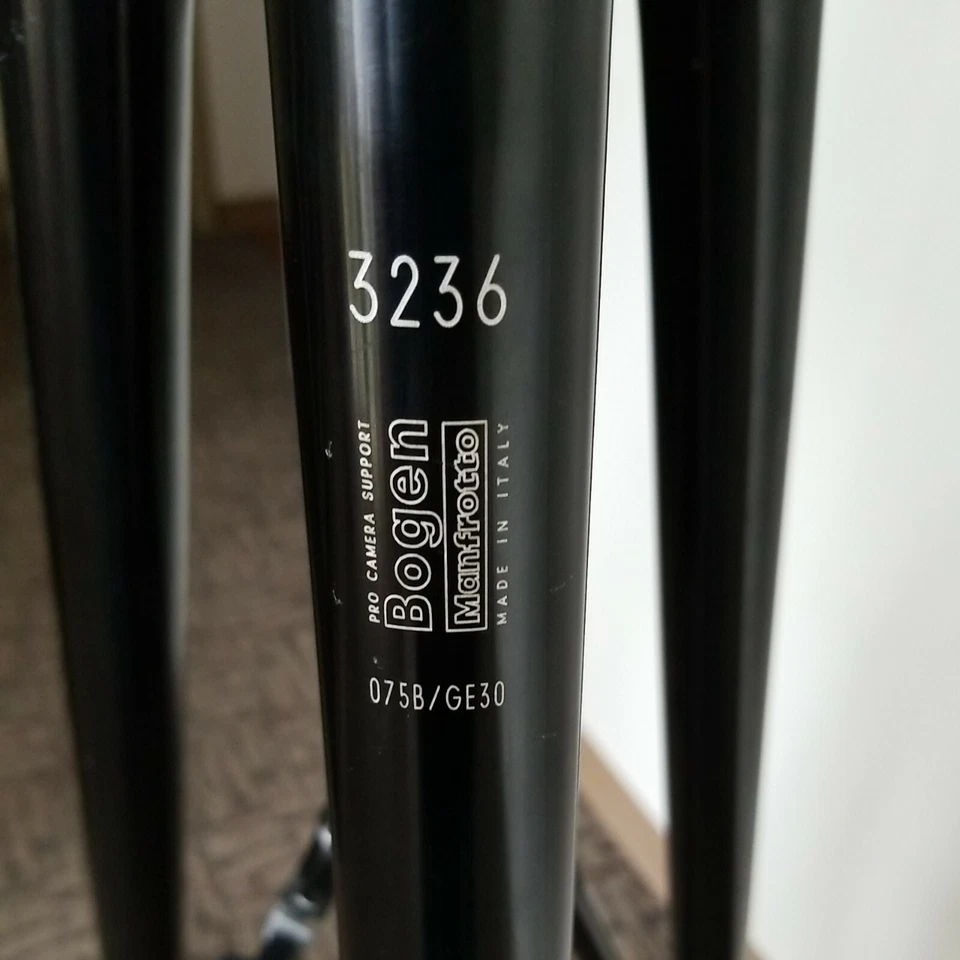 3236
PRO CAMERA SUPPORT
Bogen
Manfrotto
MADE IN ITALY
075B/GE30